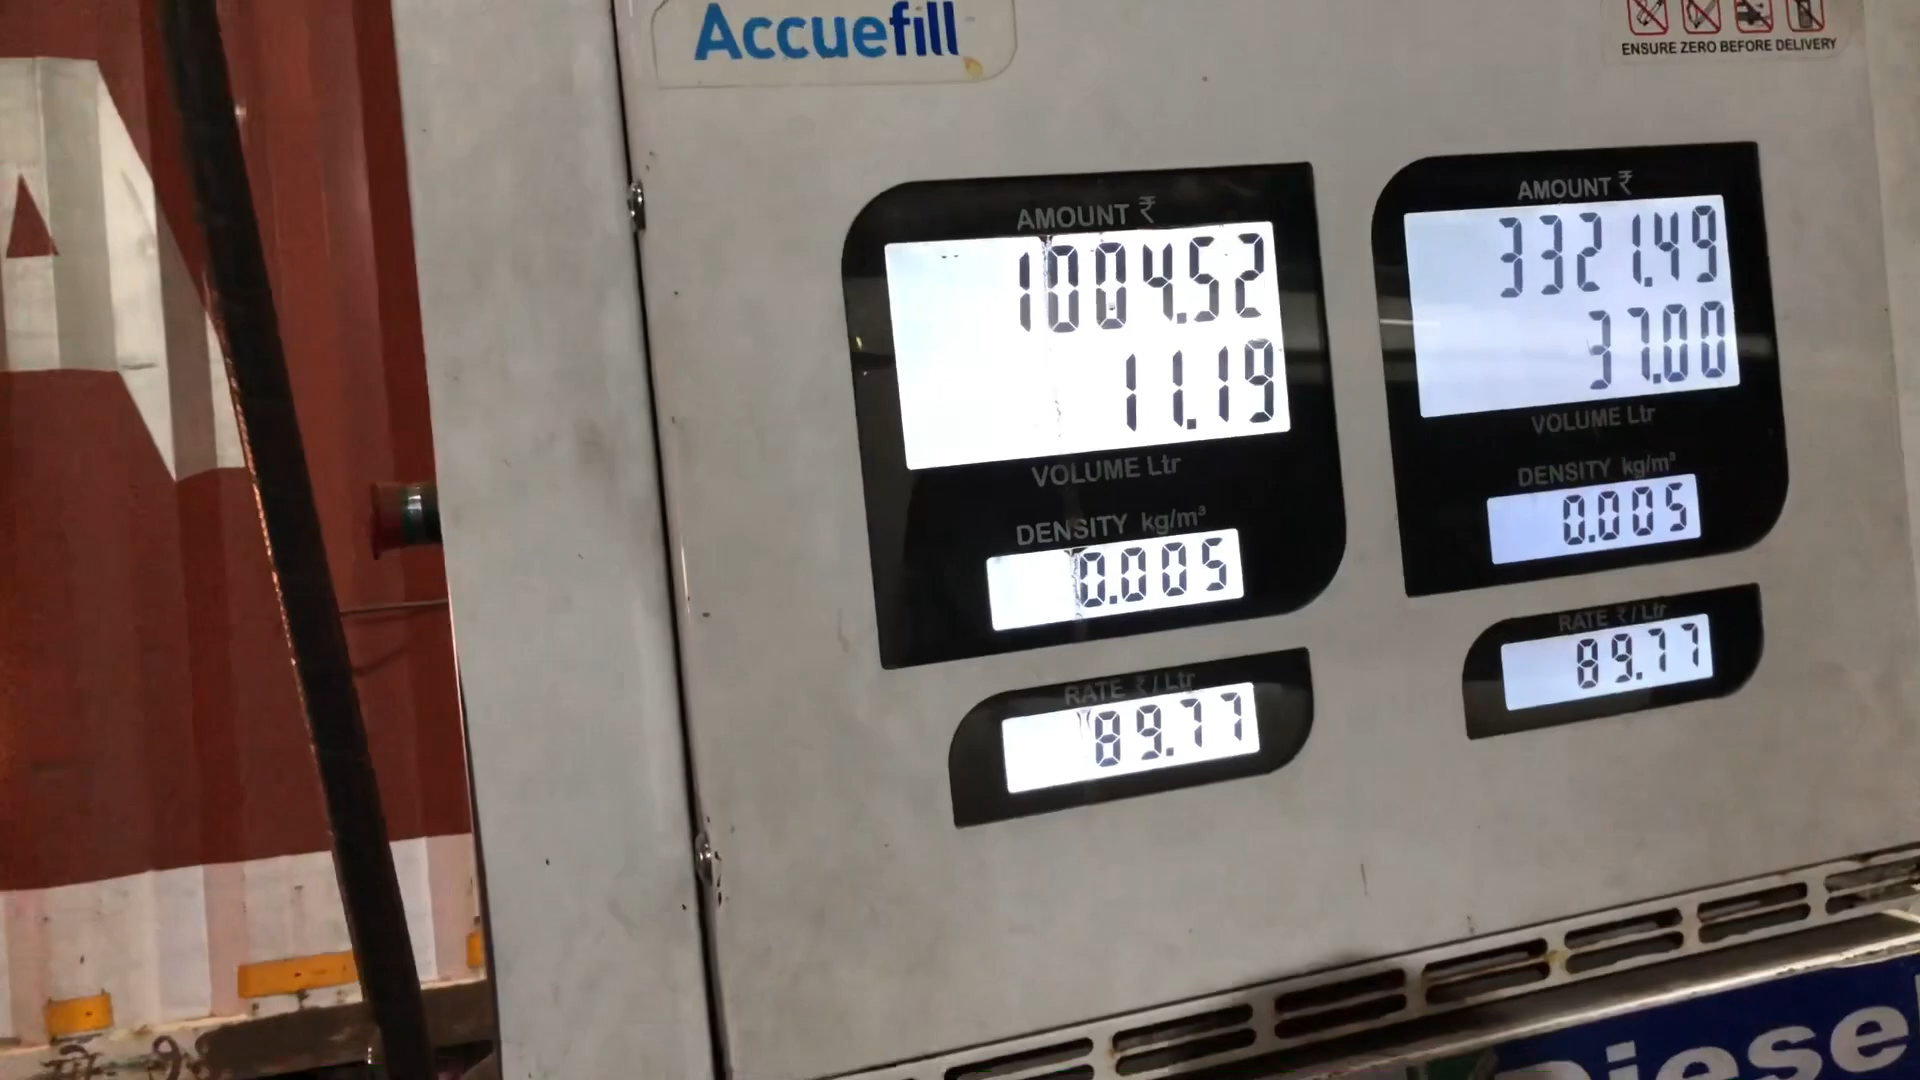 Accuefill
ENSURE ZERO BEFORE DELIVERY
AMOUNT ₹
1004.52
11.19
VOLUME Ltr
DENSITY kg/m³
0.005
RATE ₹/Ltr
89.77
AMOUNT ₹
3321.49
37.00
VOLUME Ltr
DENSITY kg/m³
0.005
RATE ₹/Ltr
89.77
Diesel